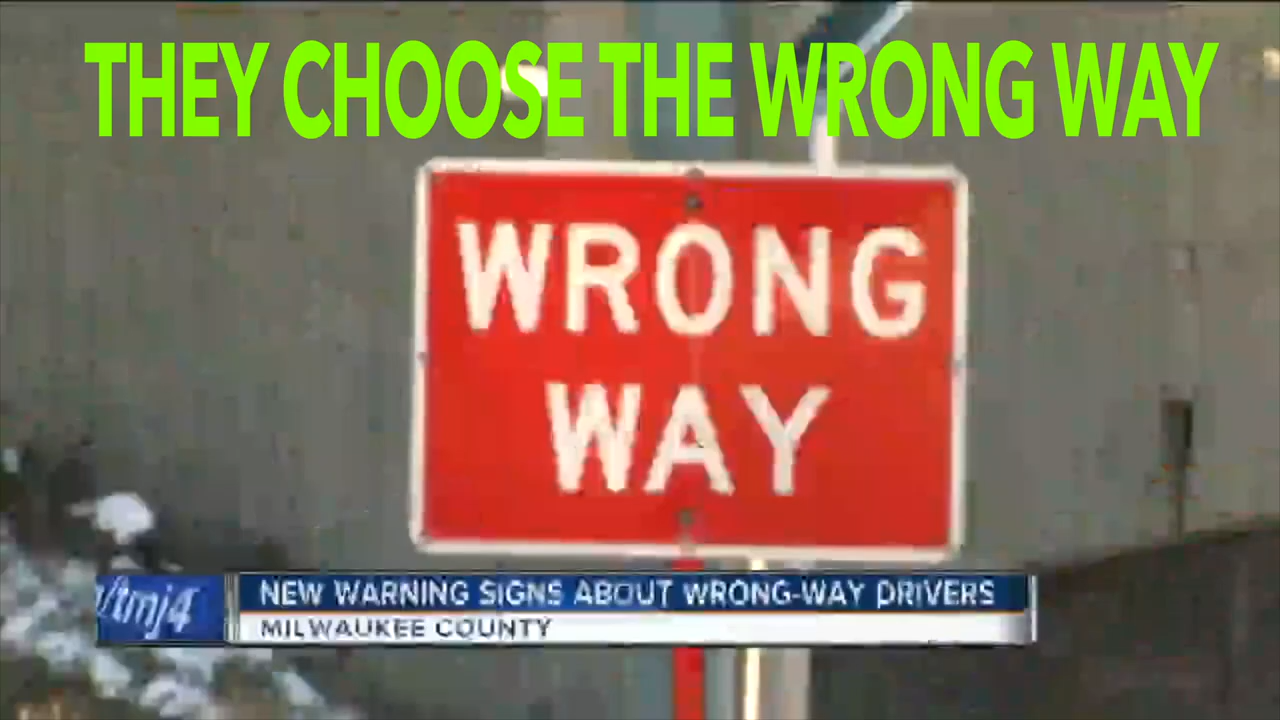 THEY CHOOSE THE WRONG WAY
WRONG
WAY
/tmj4
NEW WARNING SIGNS ABOUT WRONG-WAY DRIVERS
MILWAUKEE COUNTY